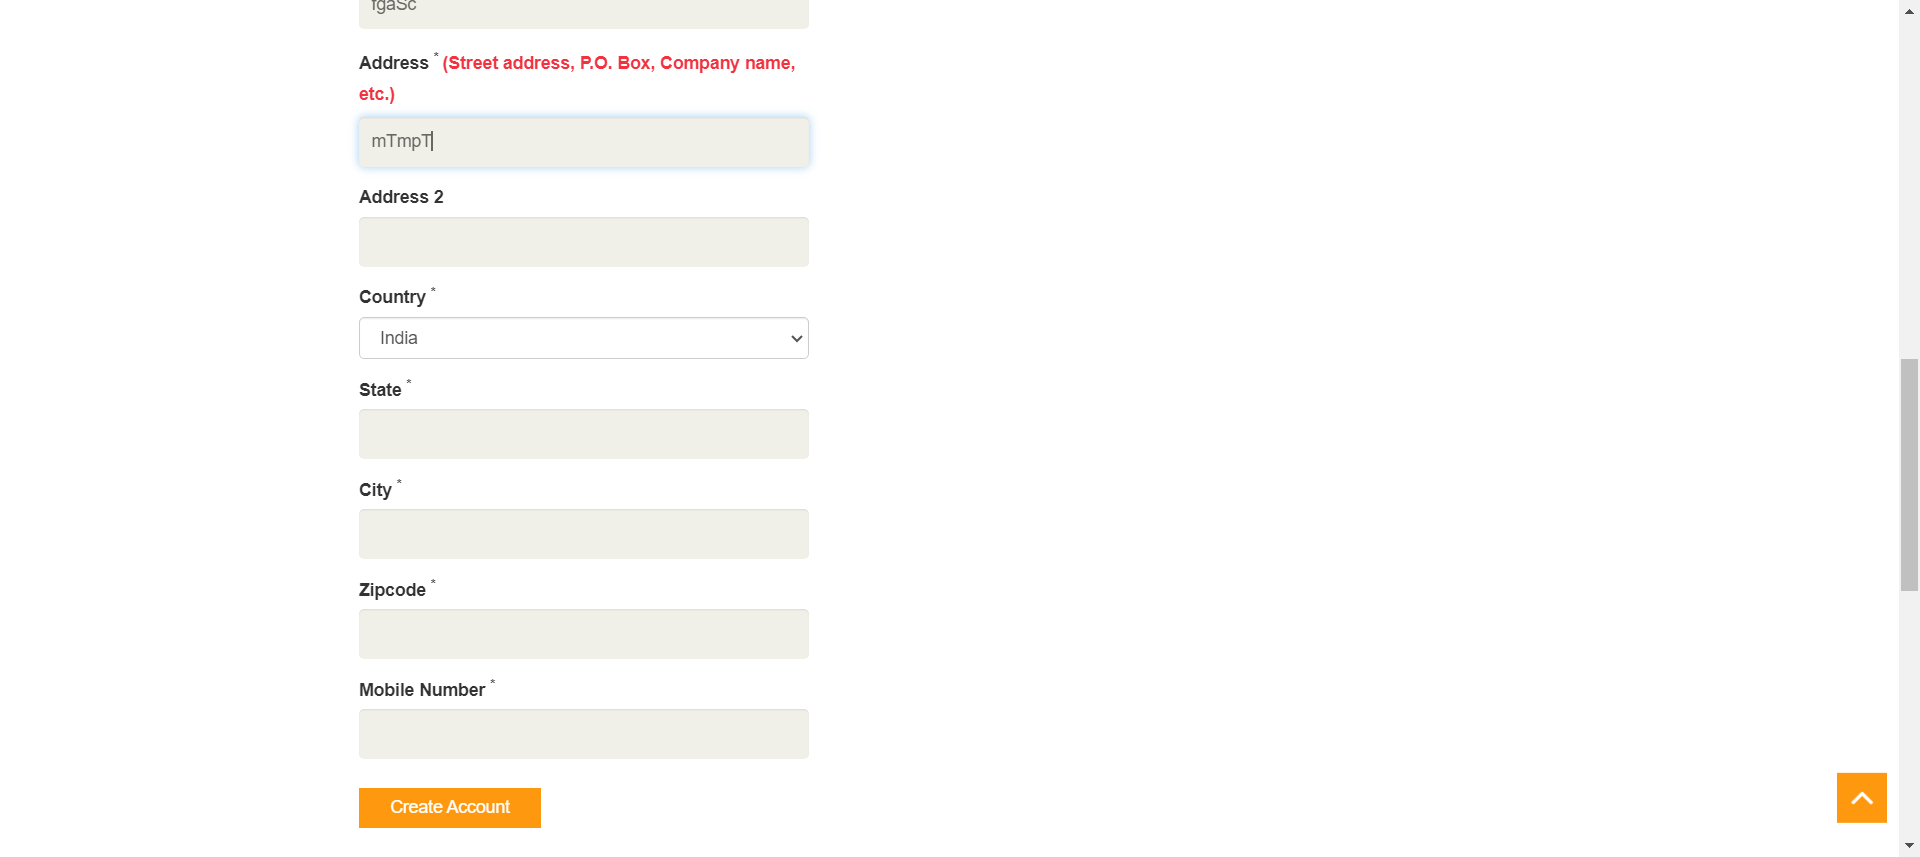 fgaSc
Address * (Street address, P.O. Box, Company name,
etc.)
mTmpT
Address 2
Country *
India
State *
City *
Zipcode *
Mobile Number *
Create Account